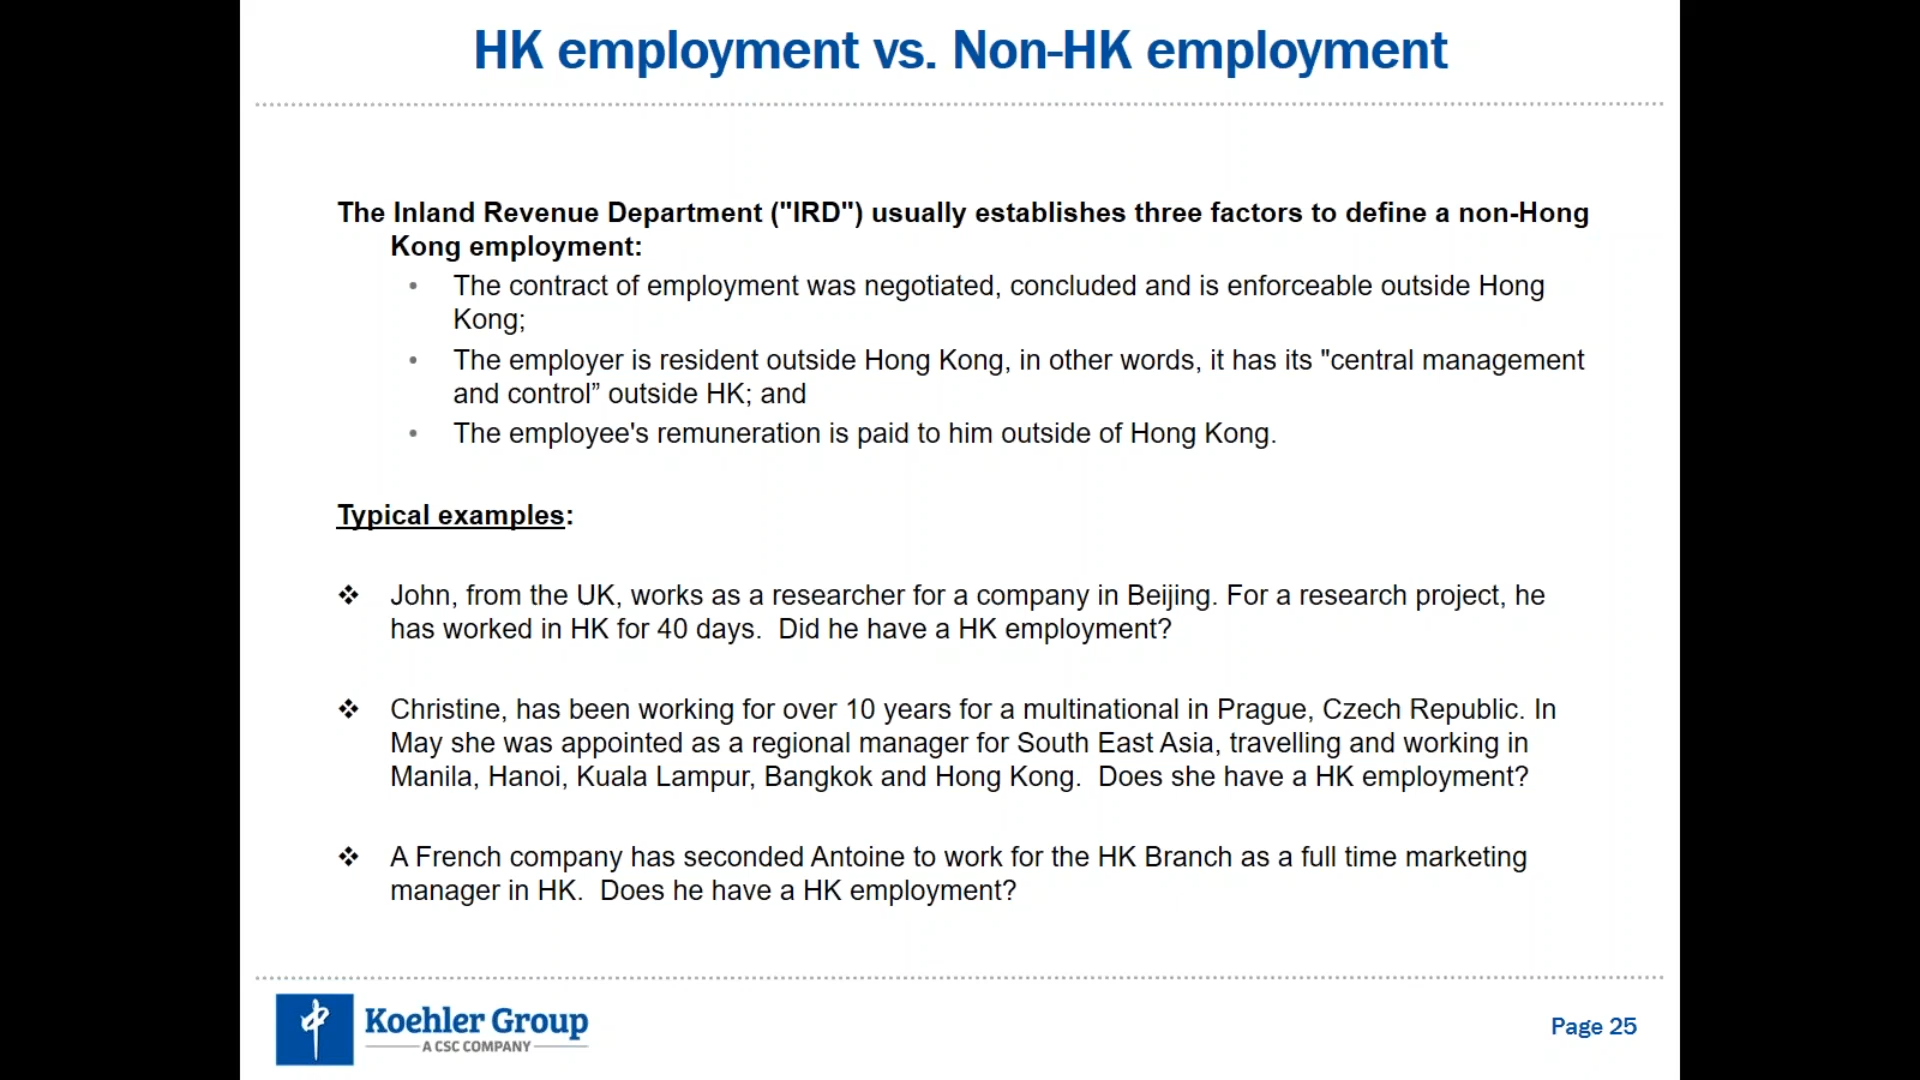 HK employment vs. Non-HK employment
The Inland Revenue Department ("IRD") usually establishes three factors to define a non-Hong
Kong employment:
• The contract of employment was negotiated, concluded and is enforceable outside Hong
Kong;
• The employer is resident outside Hong Kong, in other words, it has its "central management
and control” outside HK; and
• The employee's remuneration is paid to him outside of Hong Kong.
Typical examples:
❖ John, from the UK, works as a researcher for a company in Beijing. For a research project, he
has worked in HK for 40 days.  Did he have a HK employment?
❖ Christine, has been working for over 10 years for a multinational in Prague, Czech Republic. In
May she was appointed as a regional manager for South East Asia, travelling and working in
Manila, Hanoi, Kuala Lampur, Bangkok and Hong Kong.  Does she have a HK employment?
❖ A French company has seconded Antoine to work for the HK Branch as a full time marketing
manager in HK.  Does he have a HK employment?
Koehler Group
A CSC COMPANY
Page 25